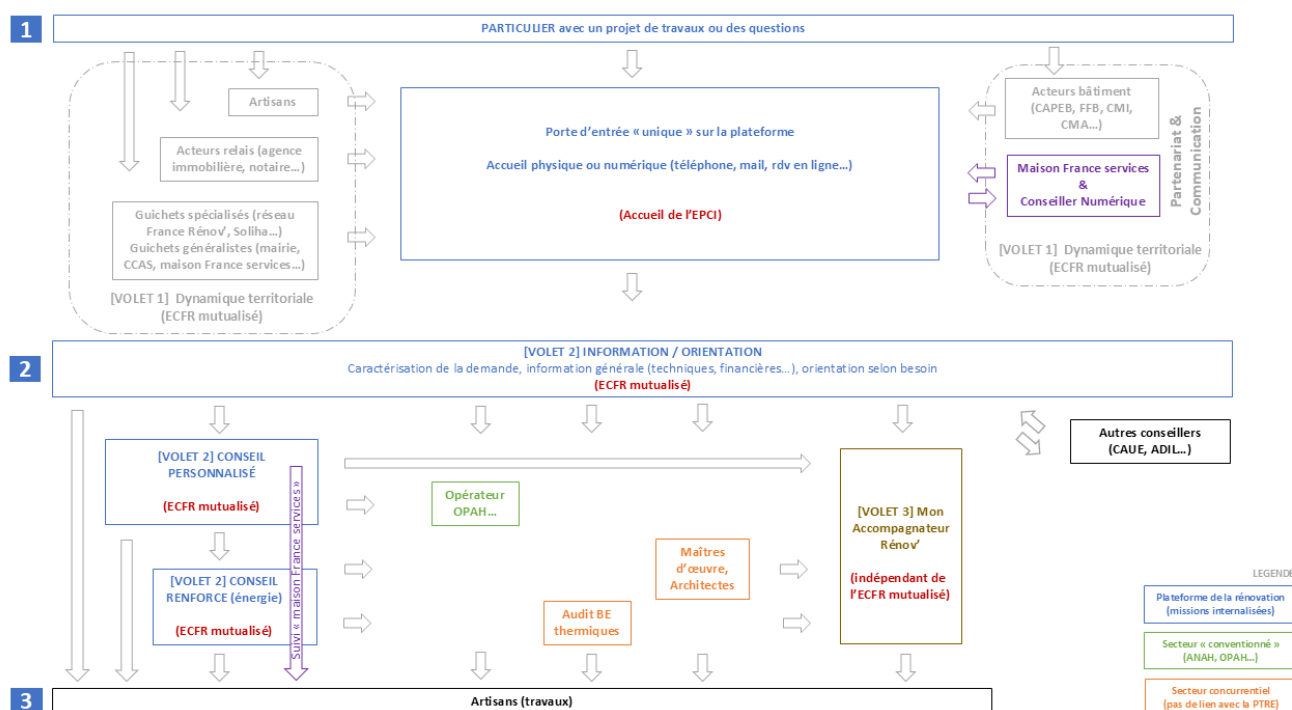 1
PARTICULIER avec un projet de travaux ou des questions
Artisans
Acteurs relais (agence
immobilière, notaire…)
Guichets spécialisés (réseau
France Rénov’, Soliha…)
Guichets généralistes (mairie,
CCAS, maison France services…)
[VOLET 1] Dynamique territoriale
(ECFR mutualisé)
Porte d’entrée « unique » sur la plateforme
Accueil physique ou numérique (téléphone, mail, rdv en ligne…)
(Accueil de l’EPCI)
Acteurs bâtiment
(CAPEB, FFB, CMI,
CMA…)
Maison France services
&
Conseiller Numérique
Partenariat &
Communication
[VOLET 1] Dynamique territoriale
(ECFR mutualisé)
2
[VOLET 2] INFORMATION / ORIENTATION
Caractérisation de la demande, information générale (techniques, financières…), orientation selon besoin
(ECFR mutualisé)
[VOLET 2] CONSEIL
PERSONNALISÉ
(ECFR mutualisé)
Suivi « maison France services »
[VOLET 2] CONSEIL
RENFORCE (énergie)
(ECFR mutualisé)
Opérateur
OPAH…
Audit BE
thermiques
Maîtres
d’œuvre,
Architectes
[VOLET 3] Mon
Accompagnateur
Rénov’
(indépendant de
l’ECFR mutualisé)
Autres conseillers
(CAUE, ADIL…)
LEGENDE
Plateforme de la rénovation
(missions internalisées)
Secteur « conventionné »
(ANAH, OPAH…)
Secteur concurrentiel
(pas de lien avec la PTRE)
3
Artisans (travaux)